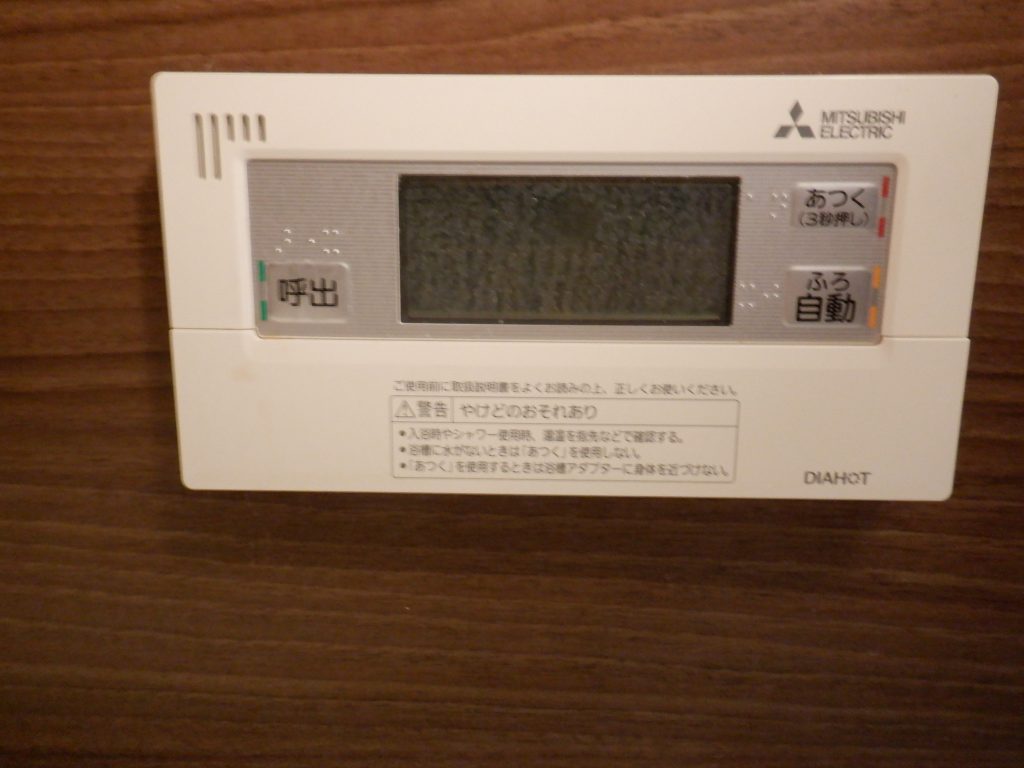 MITSUBISHI
ELECTRIC
あつく
(3秒押し)
呼出
ふろ
自動
ご使用前に取扱説明書をよくお読みの上、正しくお使いください。
警告 やけどのおそれあり
•入浴時やシャワー使用時、湯温を指先などで確認する。
•浴槽に水がないときは「あつく」を使用しない。
•「あつく」を使用するときは浴槽アダプターに身体を近づけない。
DIAHOT